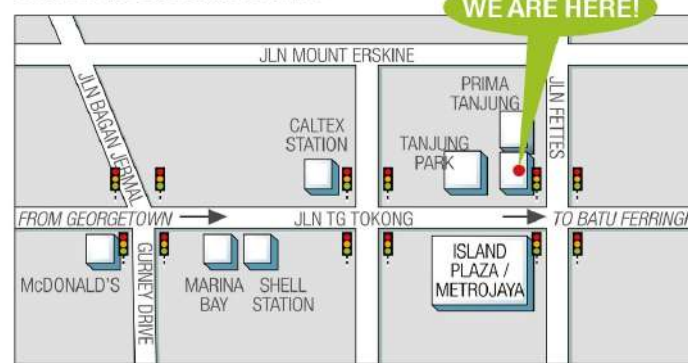 WE ARE HERE!
JLN MOUNT ERSKINE
JLN BAGAN JERMAL
PRIMA
TANJUNG
JLN FETTES
CALTEX
STATION
TANJUNG
PARK
FROM GEORGETOWN
JLN TG TOKONG
TO BATU FERRINGI
McDONALD'S
GURNEY DRIVE
MARINA
BAY
SHELL
STATION
ISLAND
PLAZA /
METROJAYA